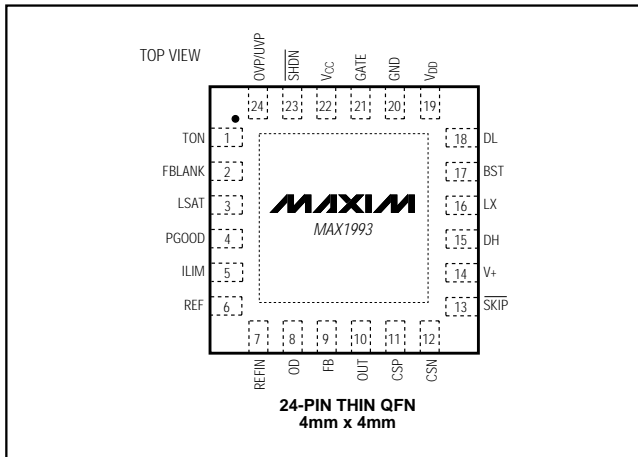 TOP VIEW
OVP/UVP
SHDN
VCC
GATE
GND
VDD
24
23
22
21
20
19
TON 1
FBLANK 2
LSAT 3
PGOOD 4
ILIM 5
REF 6
MAXIM
MAX1993
18 DL
17 BST
16 LX
15 DH
14 V+
13 SKIP
7
8
9
10
11
12
REFIN
OD
FB
OUT
CSP
CSN
24-PIN THIN QFN
4mm x 4mm